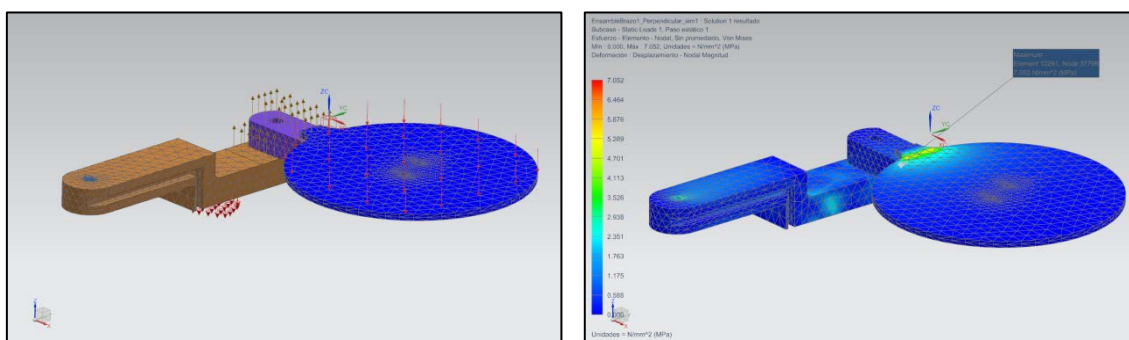 ZC
YC
Z
X
EnsambleBrazo1_Perpendicular_sim1 : Solution 1 resultado
Subcase - Static Loads 1, Paso estático 1
Esfuerzo - Elemento - Nodal, Sin promediado, Von Mises
Min : 0.000, Máx : 7.052, Unidades = N/mm^2 (MPa)
Deformación : Desplazamiento - Nodal Magnitud
Maximum
7.052 N/mm^2 (MPa)
7.052
6.464
5.876
5.289
4.701
4.113
3.526
2.938
2.351
1.763
1.175
0.588
0.000
ZC
YC
Z
X
Unidades = N/mm^2 (MPa)